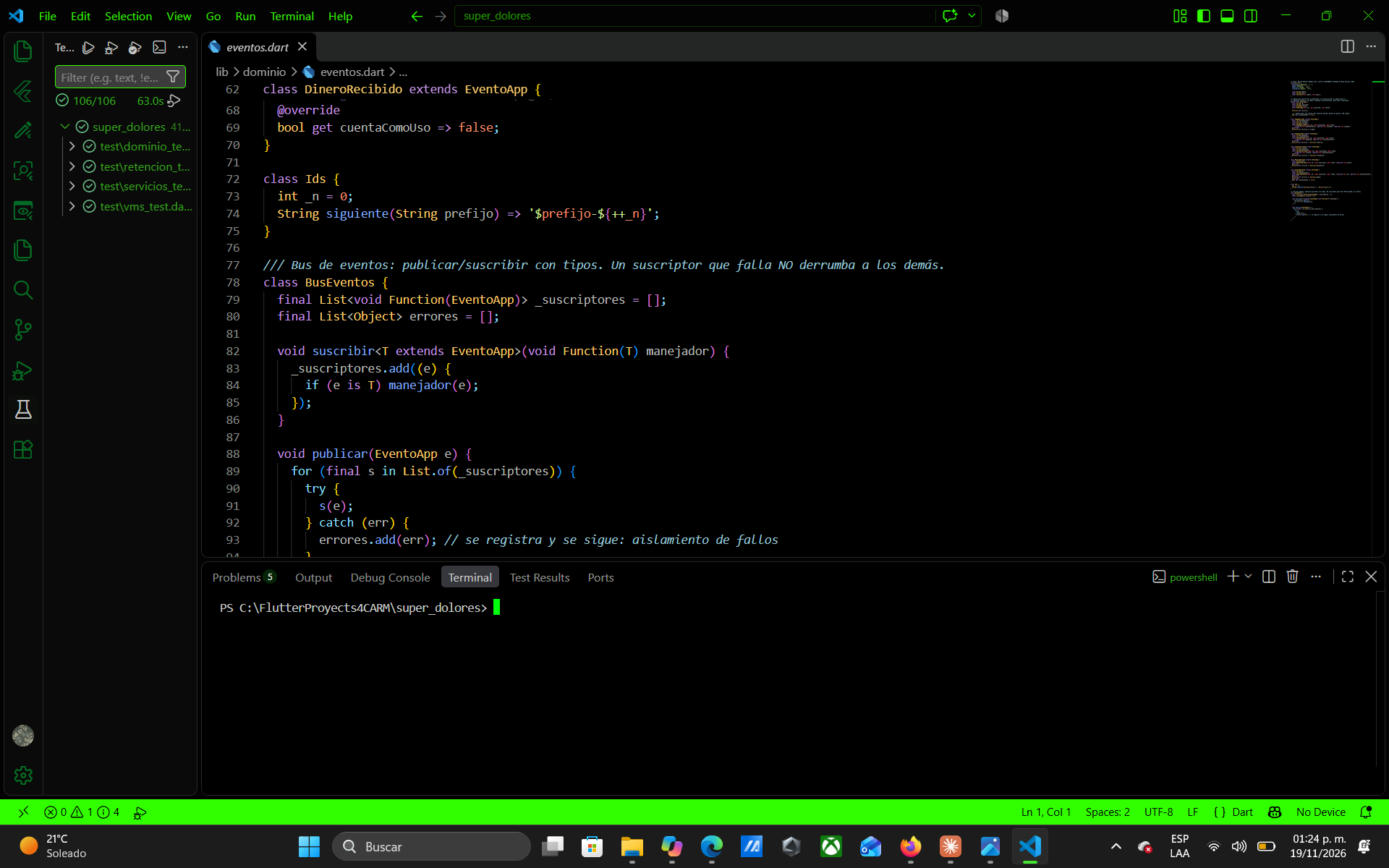 File Edit Selection View Go Run Terminal Help
super_dolores
Te...
eventos.dart
Filter (e.g. text, !e...
lib > dominio > eventos.dart > ...
106/106 63.0s
super_dolores 41...
test\dominio_te...
test\retencion_t...
test\servicios_te...
test\vms_test.da...
62 class DineroRecibido extends EventoApp {
68 @override
69 bool get cuentaComoUso => false;
70 }
71
72 class Ids {
73 int _n = 0;
74 String siguiente(String prefijo) => '$prefijo-${++_n}';
75 }
76
77 /// Bus de eventos: publicar/suscribir con tipos. Un suscriptor que falla NO derrumba a los demás.
78 class BusEventos {
79 final List<void Function(EventoApp)> _suscriptores = [];
80 final List<Object> errores = [];
81
82 void suscribir<T extends EventoApp>(void Function(T) manejador) {
83 _suscriptores.add((e) {
84 if (e is T) manejador(e);
85 });
86 }
87
88 void publicar(EventoApp e) {
89 for (final s in List.of(_suscriptores)) {
90 try {
91 s(e);
92 } catch (err) {
93 errores.add(err); // se registra y se sigue: aislamiento de fallos
94 }
Problems 5 Output Debug Console Terminal Test Results Ports
powershell
PS C:\FlutterProyects4CARM\super_dolores>
0 1 4
Ln 1, Col 1 Spaces: 2 UTF-8 LF { } Dart No Device
21°C
Soleado
Buscar
ESP
LAA
01:24 p. m.
19/11/2026